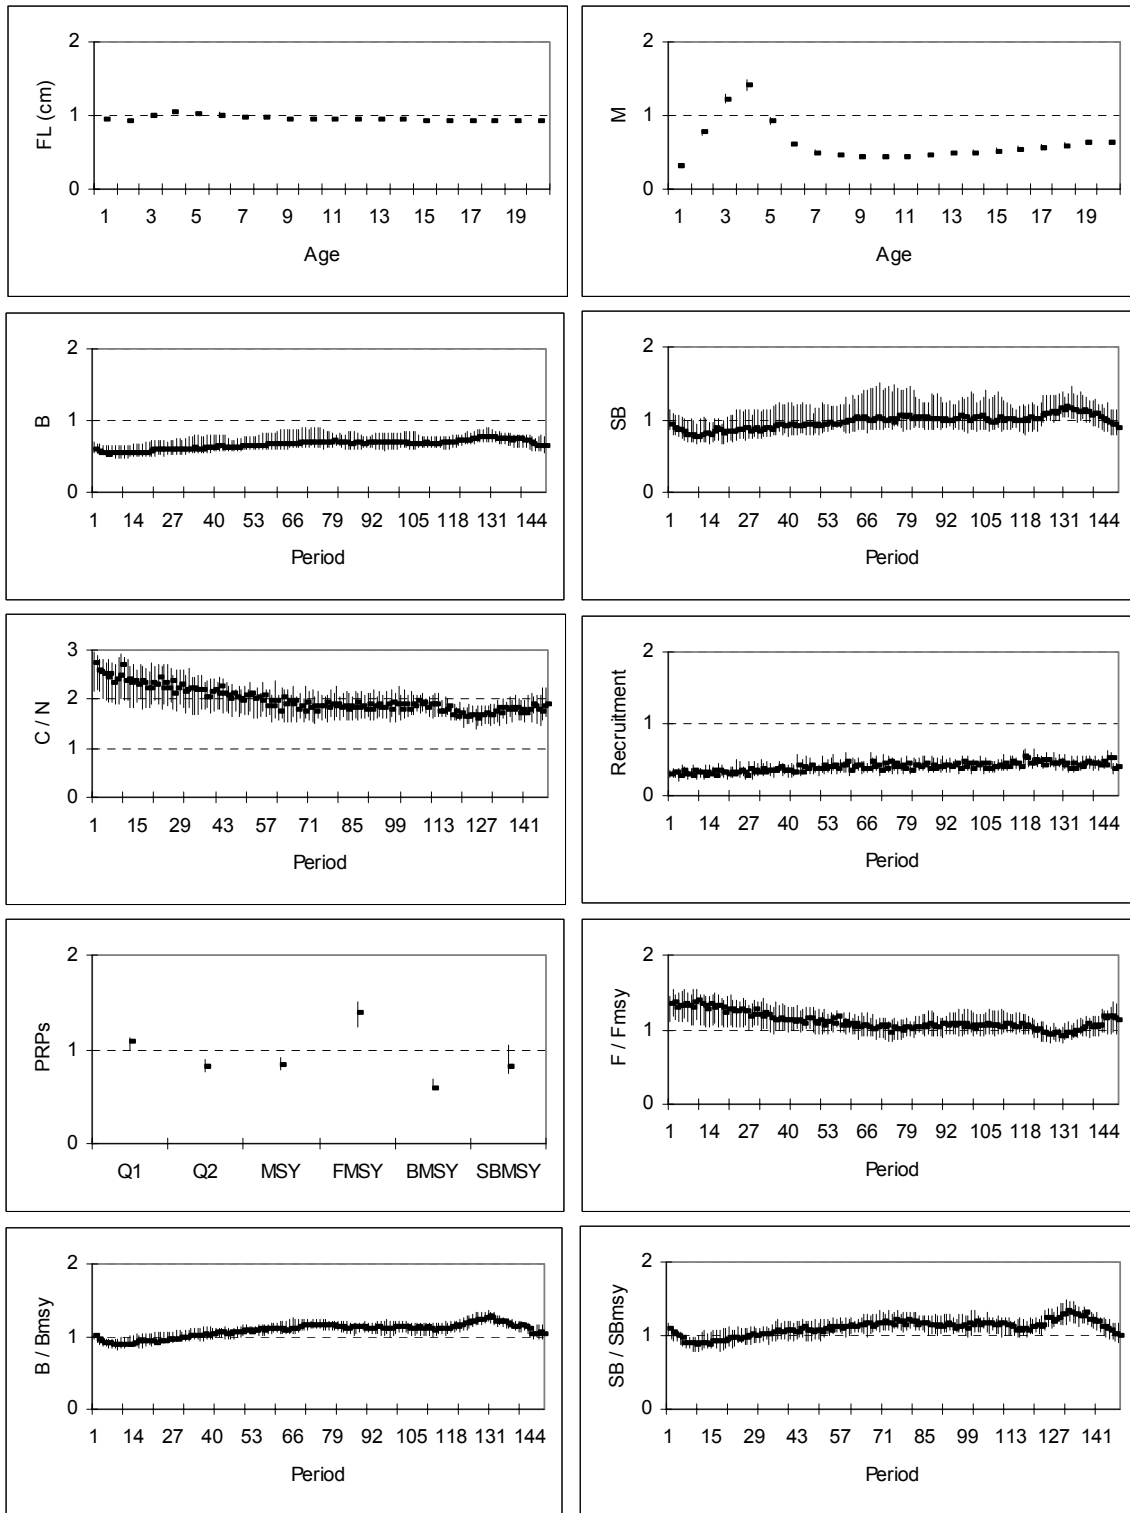 2
1
0
FL (cm)
1 3 5 7 9 11 13 15 17 19
Age
2
1
0
M
1 3 5 7 9 11 13 15 17 19
Age
2
1
0
B
1 14 27 40 53 66 79 92 105 118 131 144
Period
2
1
0
SB
1 14 27 40 53 66 79 92 105 118 131 144
Period
3
2
1
0
C / N
1 15 29 43 57 71 85 99 113 127 141
Period
2
1
0
Recruitment
1 14 27 40 53 66 79 92 105 118 131 144
Period
2
1
0
PRPs
Q1 Q2 MSY FMSY BMSY SBMSY
2
1
0
F / Fmsy
1 14 27 40 53 66 79 92 105 118 131 144
Period
2
1
0
B / Bmsy
1 14 27 40 53 66 79 92 105 118 131 144
Period
2
1
0
SB / SBmsy
1 15 29 43 57 71 85 99 113 127 141
Period